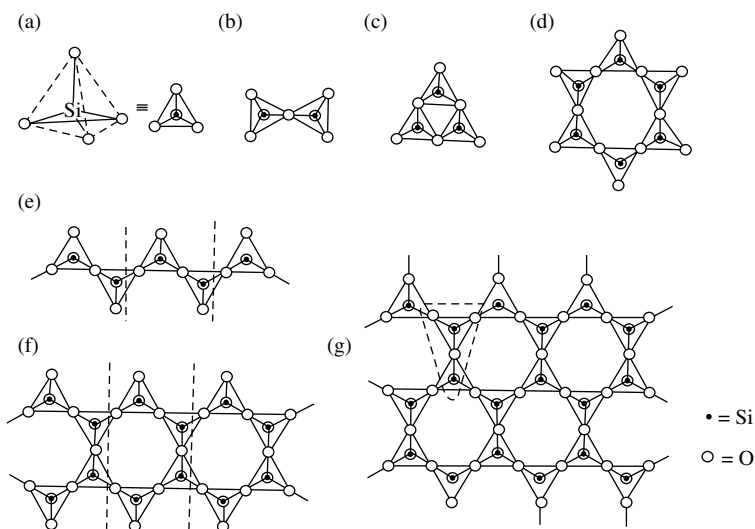 (a)
(b)
(c)
(d)
Si
≡
(e)
(f)
(g)
• = Si
○ = O